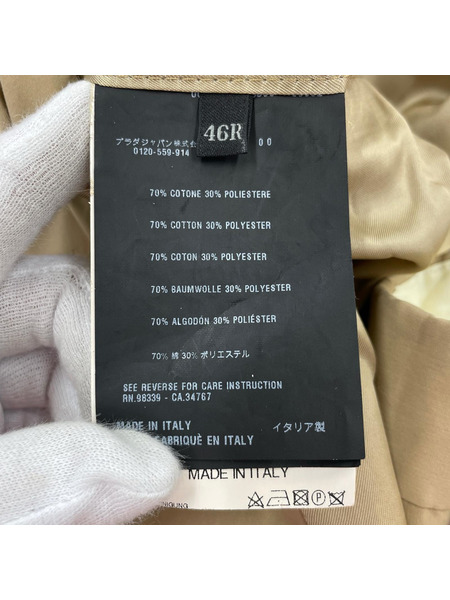 46R
プラダジャパン株式会 00
0120-559-914
70% COTONE 30% POLIESTERE
70% COTTON 30% POLYESTER
70% COTON 30% POLYESTER
70% BAUMWOLLE 30% POLYESTER
70% ALGODÓN 30% POLIÉSTER
70% 綿 30% ポリエステル
SEE REVERSE FOR CARE INSTRUCTION
RN.98339 - CA.34767
MADE IN ITALY イタリア製
FABRIQUÈ EN ITALY
MADE IN ITALY
P